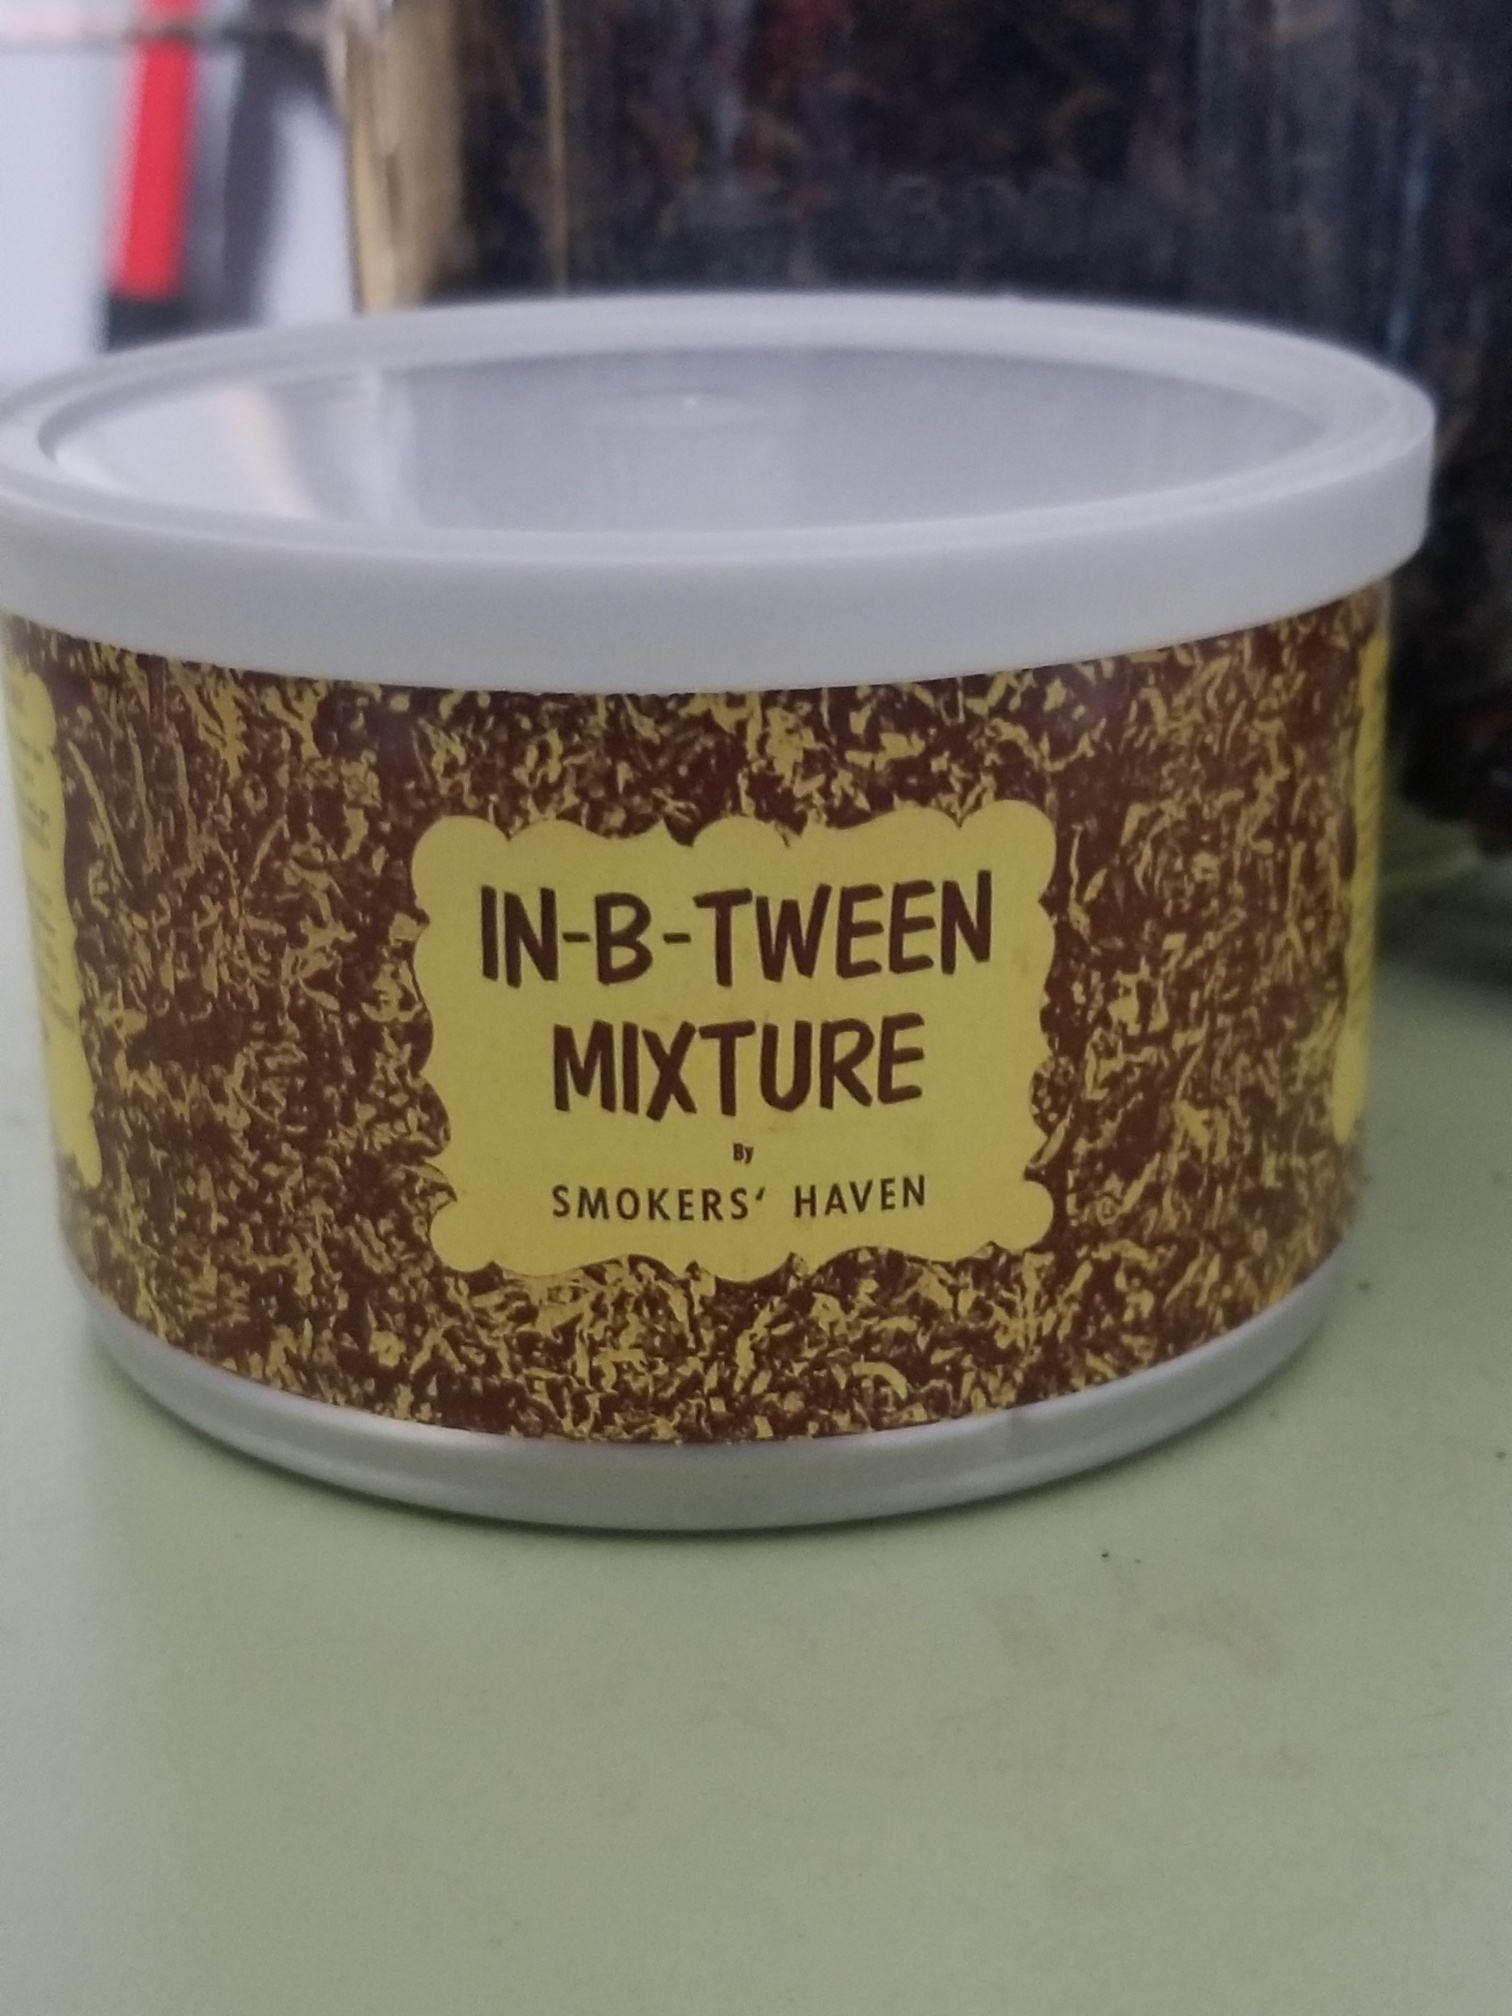 IN-B-TWEEN
MIXTURE
By
SMOKERS' HAVEN